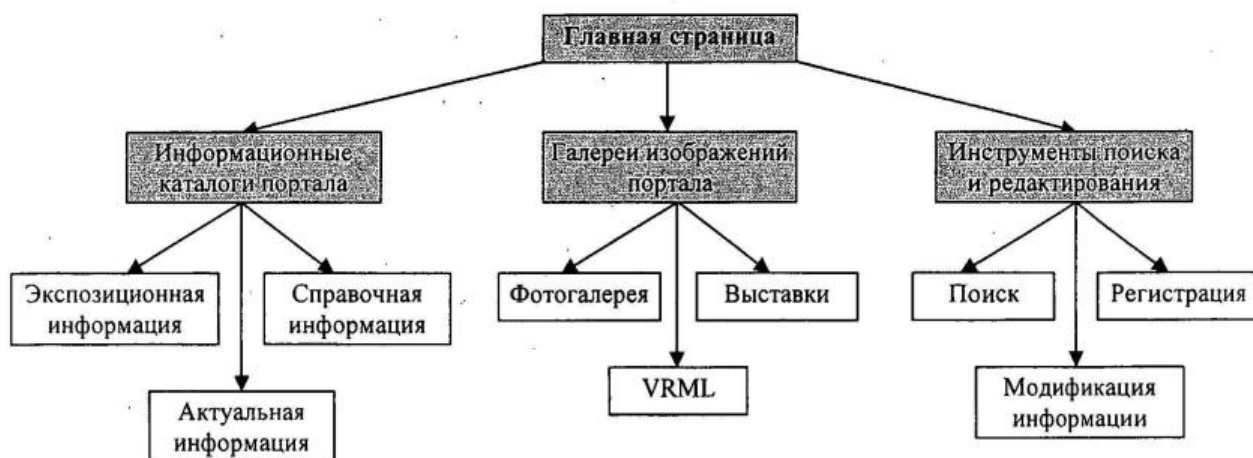 Главная страница
Информационные
каталоги портала
Галереи изображений
портала
Инструменты поиска
и редактирования
Экспозиционная
информация
Справочная
информация
Фотогалерея
Выставки
Поиск
Регистрация
Актуальная
информация
VRML
Модификация
информации